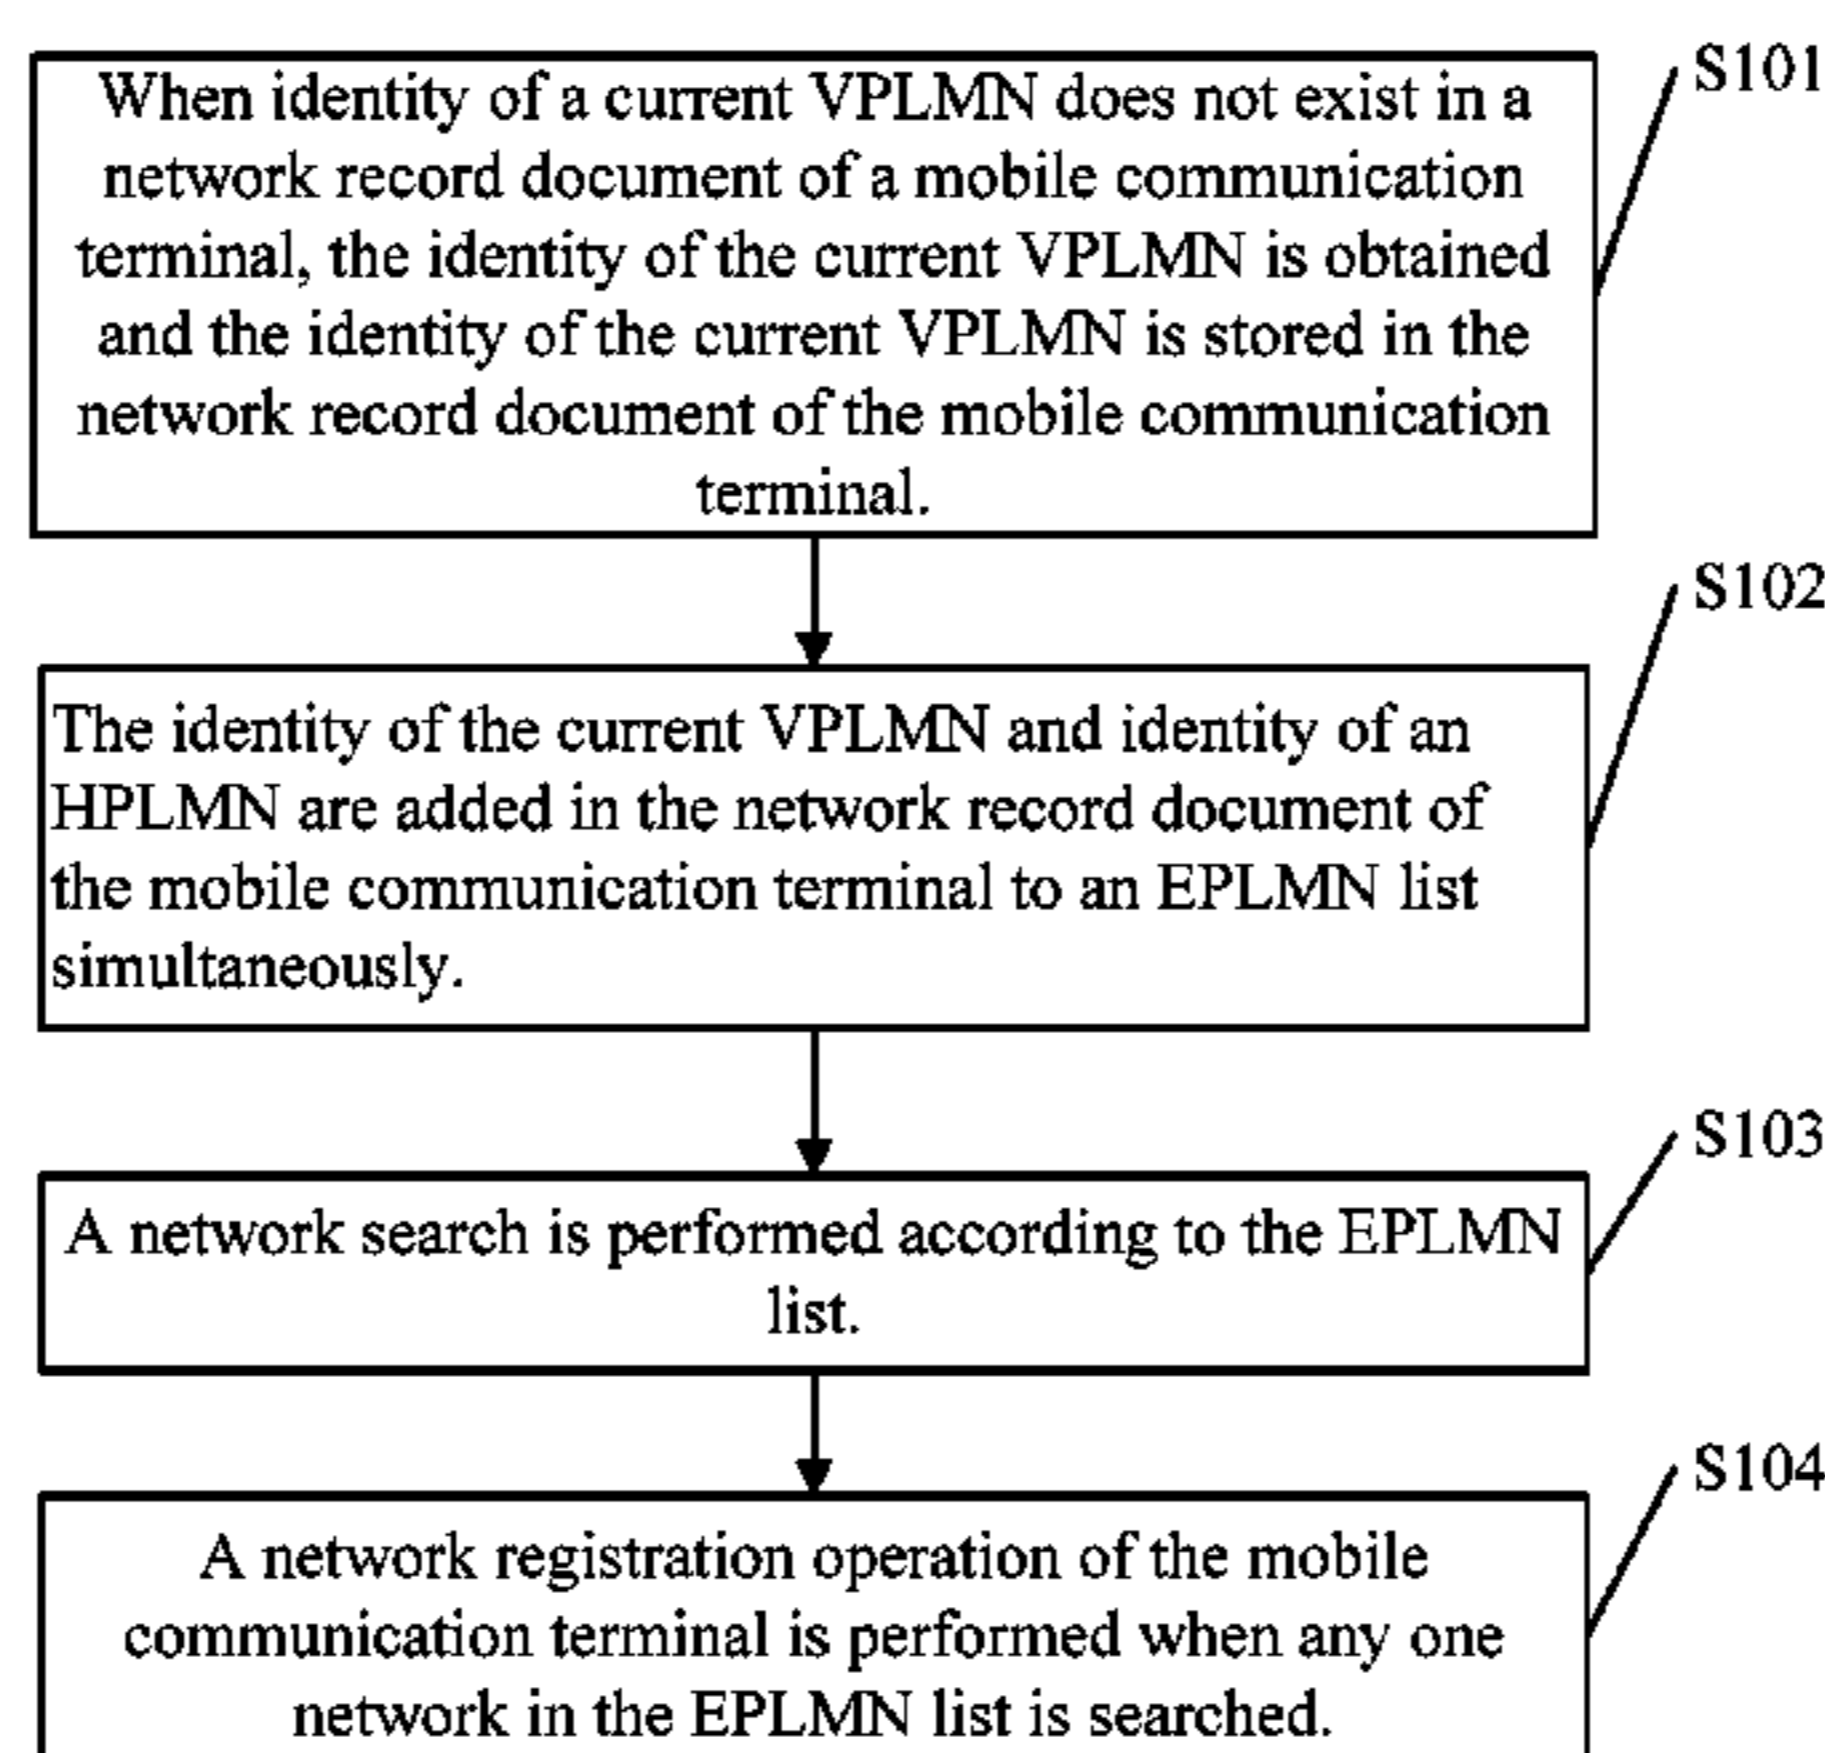 When identity of a current VPLMN does not exist in a
network record document of a mobile communication
terminal, the identity of the current VPLMN is obtained
and the identity of the current VPLMN is stored in the
network record document of the mobile communication
terminal.
S101
The identity of the current VPLMN and identity of an
HPLMN are added in the network record document of
the mobile communication terminal to an EPLMN list
simultaneously.
S102
A network search is performed according to the EPLMN
list.
S103
A network registration operation of the mobile
communication terminal is performed when any one
network in the EPLMN list is searched.
S104